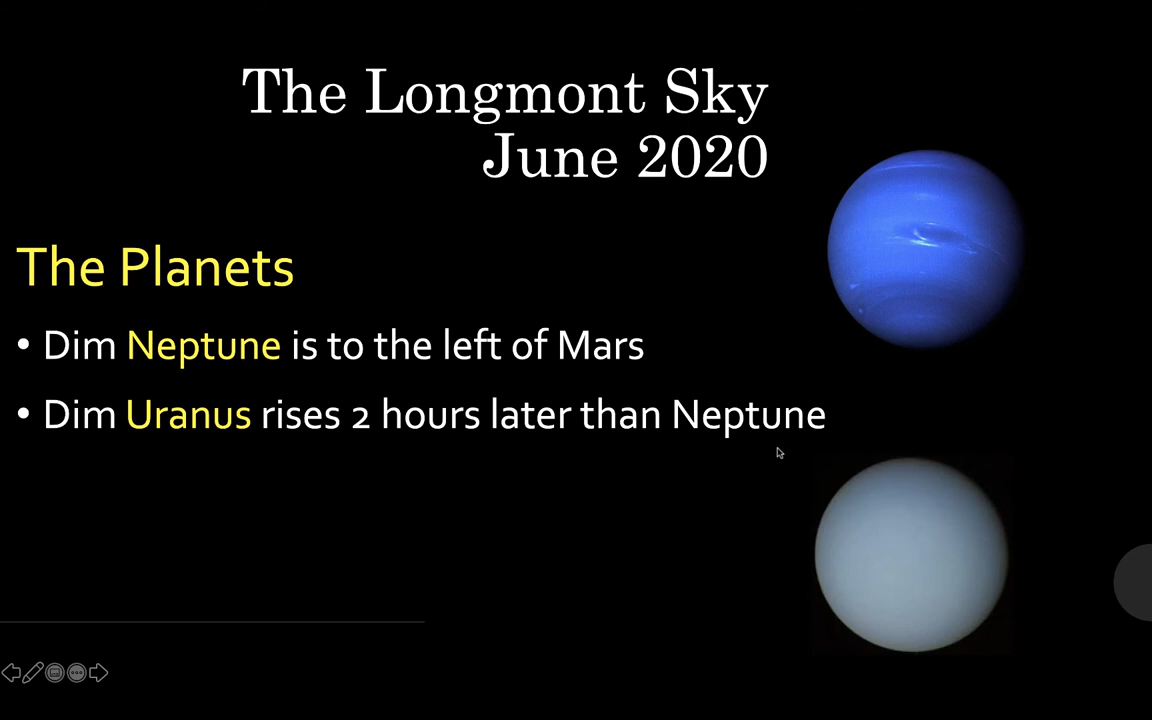 The Longmont Sky
June 2020
The Planets
• Dim Neptune is to the left of Mars
• Dim Uranus rises 2 hours later than Neptune